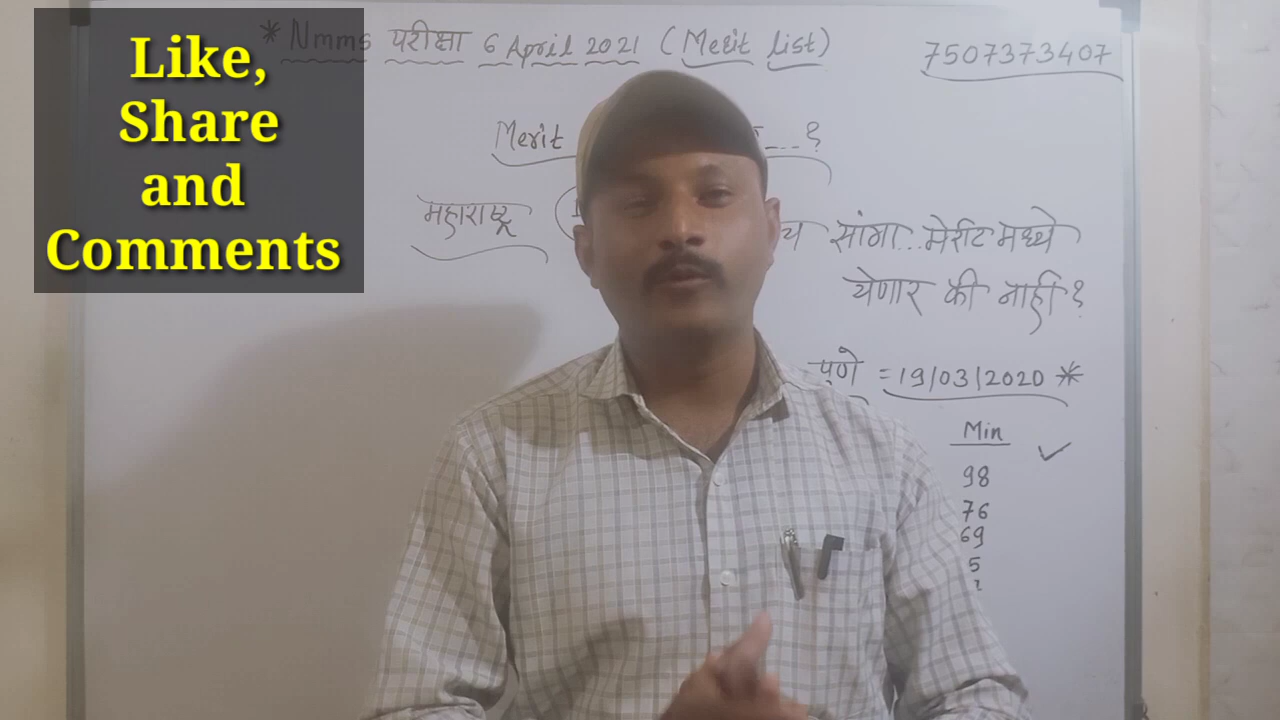 Like,
Share
and
Comments
* Nmms परीक्षा 6 April 2021 (Merit list)
7507373407
Merit ?
महाराष्ट्र
च सांगा..मेरीटमध्ये
येणार की नाही?
पुणे =19/03/2020 *
Min
98
76
69
5